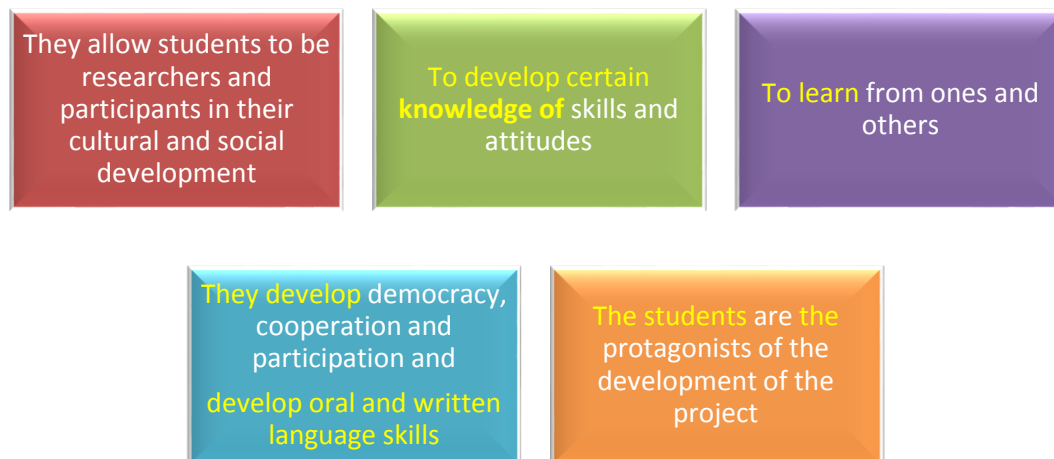 They allow students to be
researchers and
participants in their
cultural and social
development
To develop certain
knowledge of skills and
attitudes
To learn from ones and
others
They develop democracy,
cooperation and
participation and
develop oral and written
language skills
The students are the
protagonists of the
development of the
project